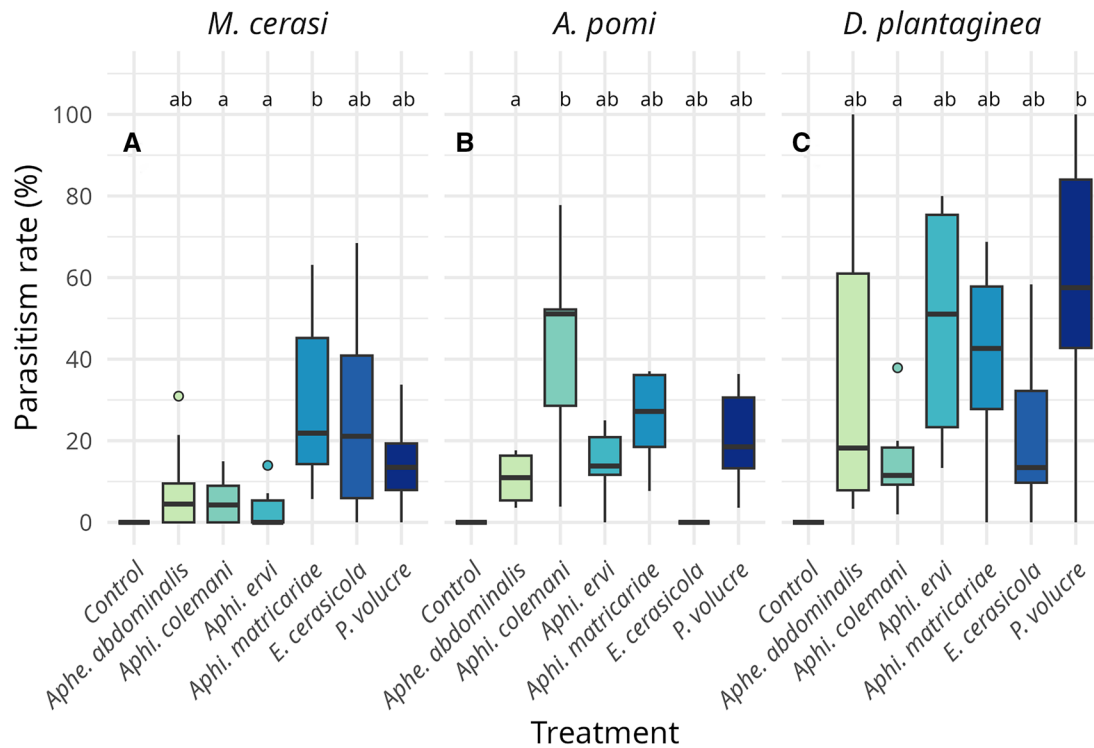 M. cerasi
A. pomi
D. plantaginea
ab a a b ab ab
a b ab ab ab ab
ab a ab ab ab b
A
B
C
Parasitism rate (%)
100
80
60
40
20
0
Control
Aphe. abdominalis
Aphi. colemani
Aphi. ervi
Aphi. matricariae
E. cerasicola
P. volucre
Control
Aphe. abdominalis
Aphi. colemani
Aphi. ervi
Aphi. matricariae
E. cerasicola
P. volucre
Control
Aphe. abdominalis
Aphi. colemani
Aphi. ervi
Aphi. matricariae
E. cerasicola
P. volucre
Treatment